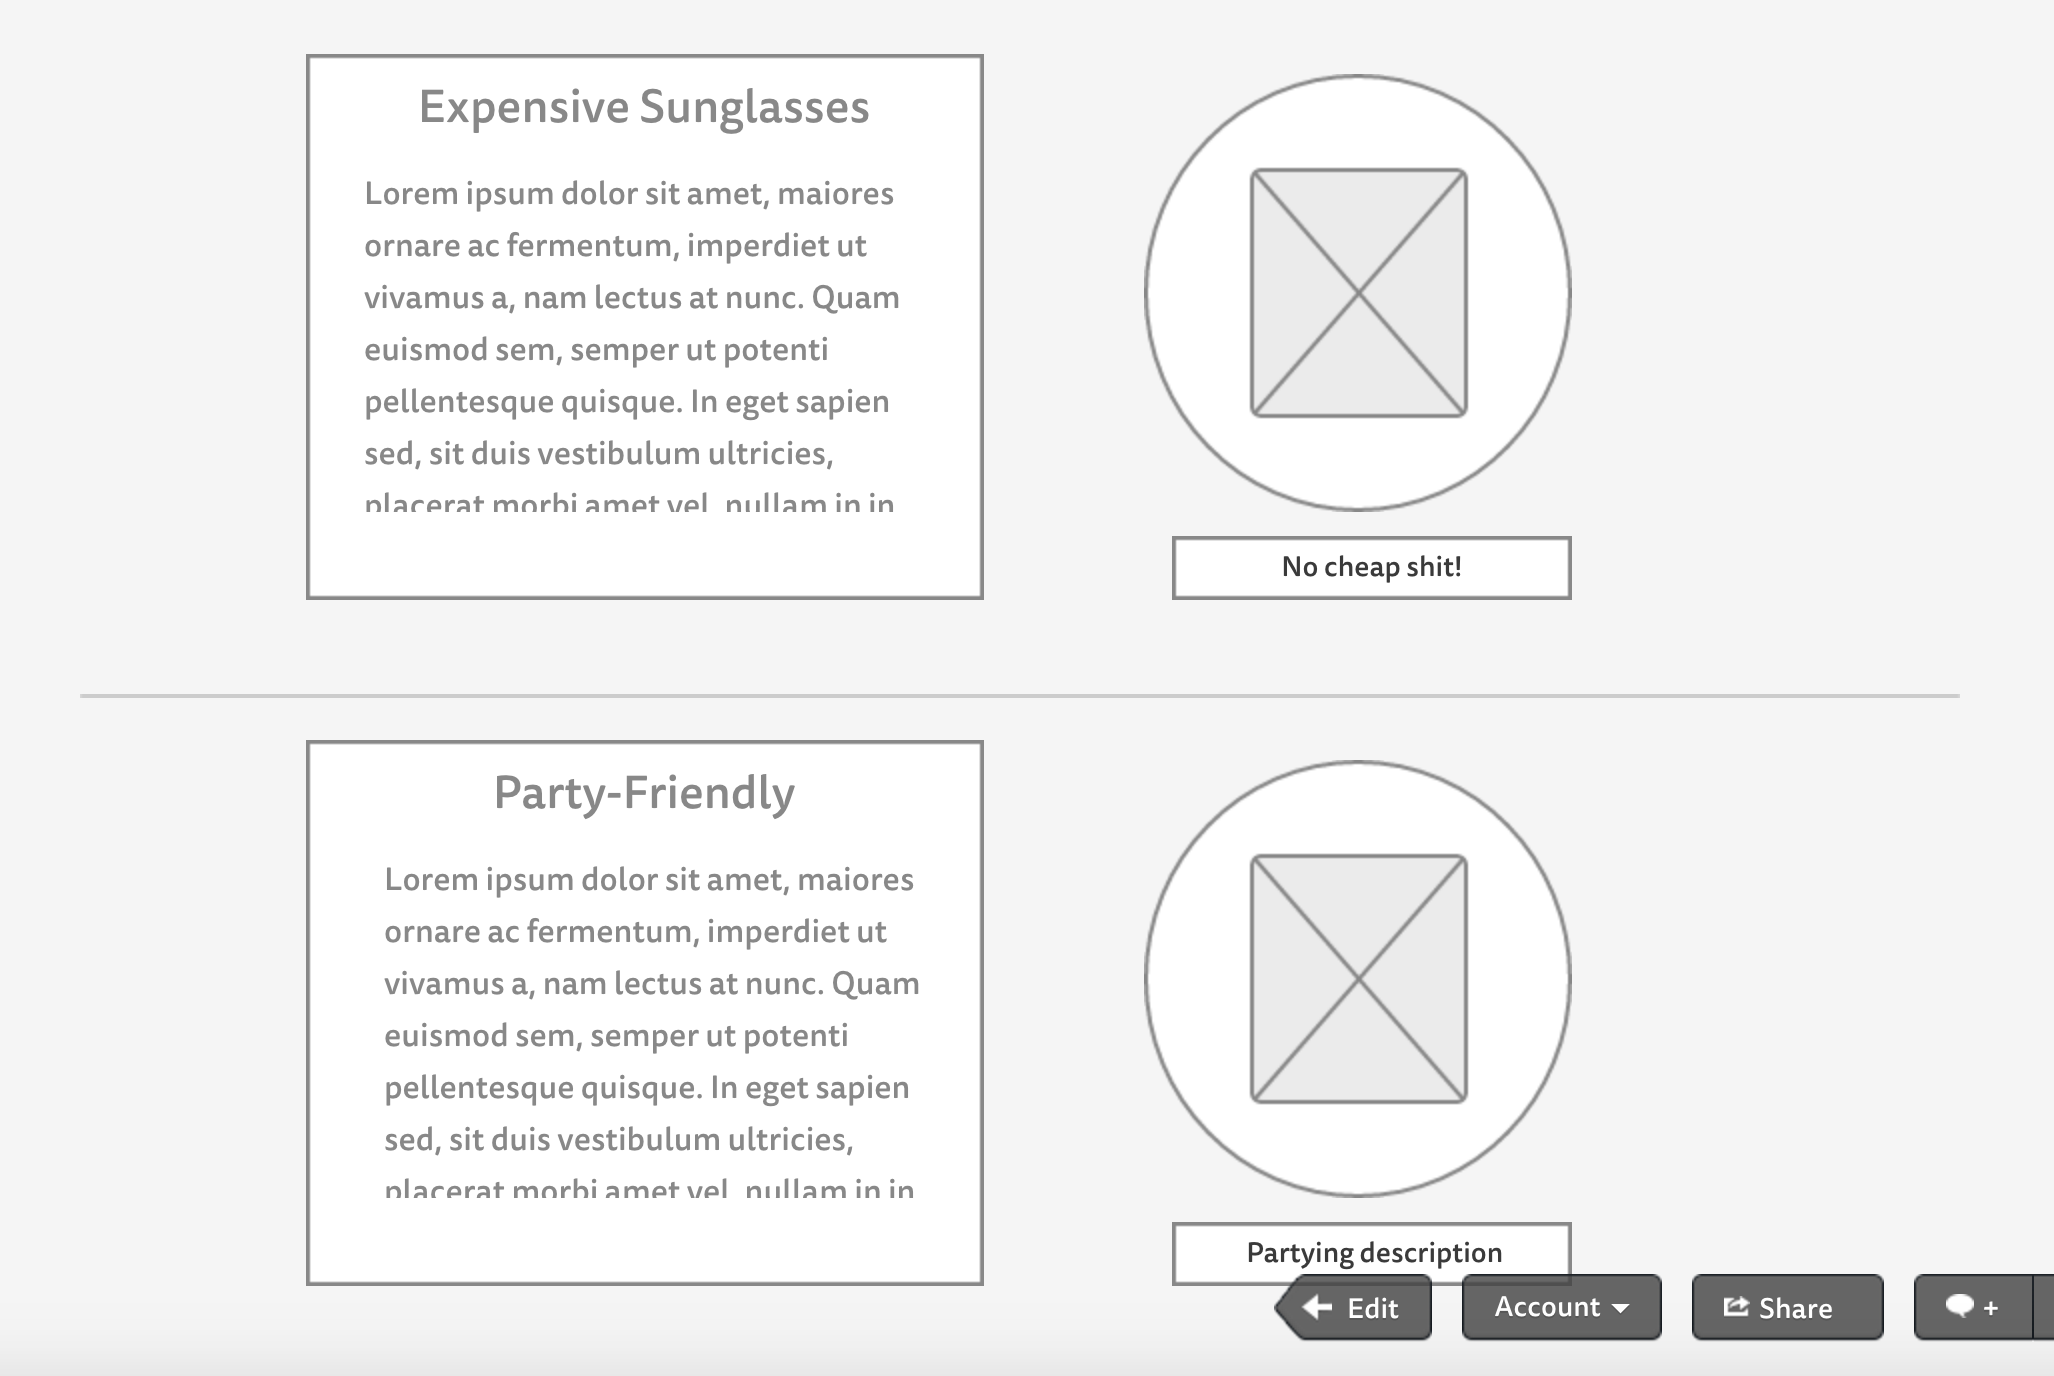 Expensive Sunglasses
Lorem ipsum dolor sit amet, maiores
ornare ac fermentum, imperdiet ut
vivamus a, nam lectus at nunc. Quam
euismod sem, semper ut potenti
pellentesque quisque. In eget sapien
sed, sit duis vestibulum ultricies,
placerat morbi amet vel, nullam in in
No cheap shit!
Party-Friendly
Lorem ipsum dolor sit amet, maiores
ornare ac fermentum, imperdiet ut
vivamus a, nam lectus at nunc. Quam
euismod sem, semper ut potenti
pellentesque quisque. In eget sapien
sed, sit duis vestibulum ultricies,
placerat morbi amet vel, nullam in in
Partying description
Edit
Account
Share
+